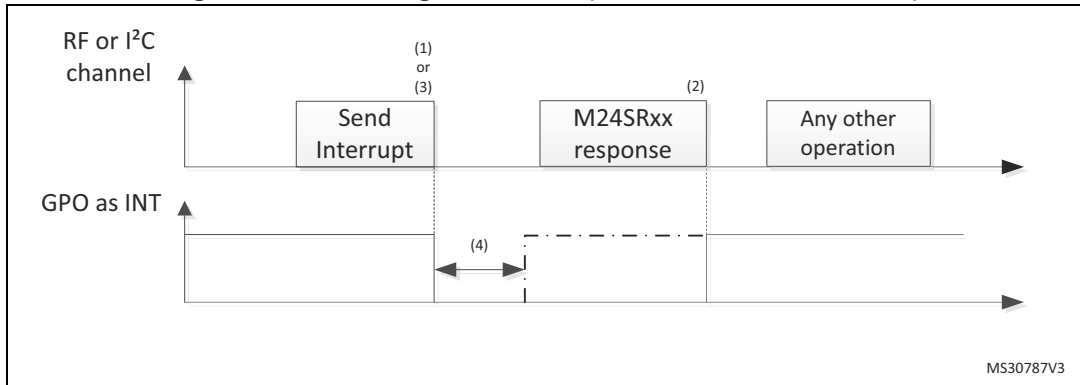 RF or I²C
channel
(1)
or
(3)
(2)
Send
Interrupt
M24SRxx
response
Any other
operation
GPO as INT
(4)
MS30787V3